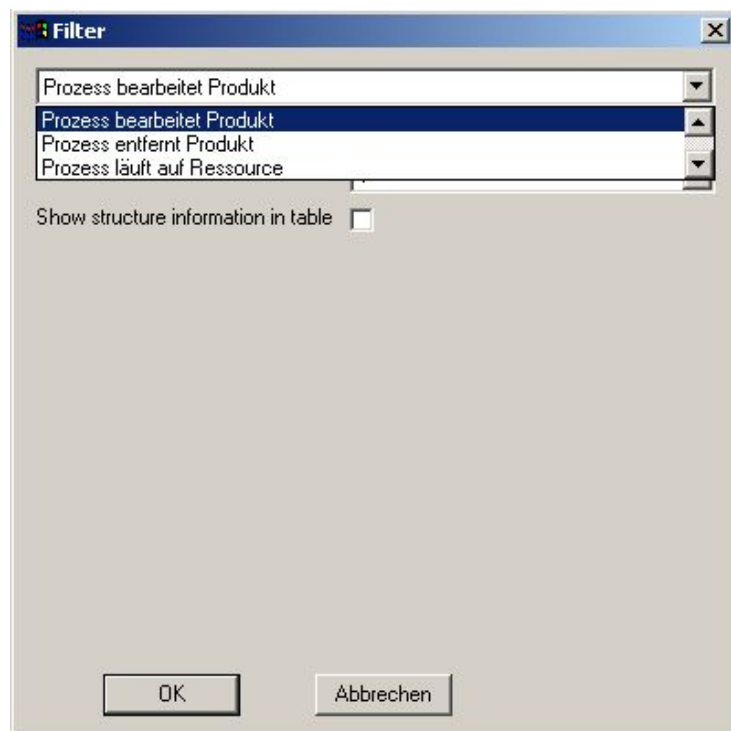 Filter
Prozess bearbeitet Produkt
Prozess bearbeitet Produkt
Prozess entfernt Produkt
Prozess läuft auf Ressource
Show structure information in table
OK
Abbrechen